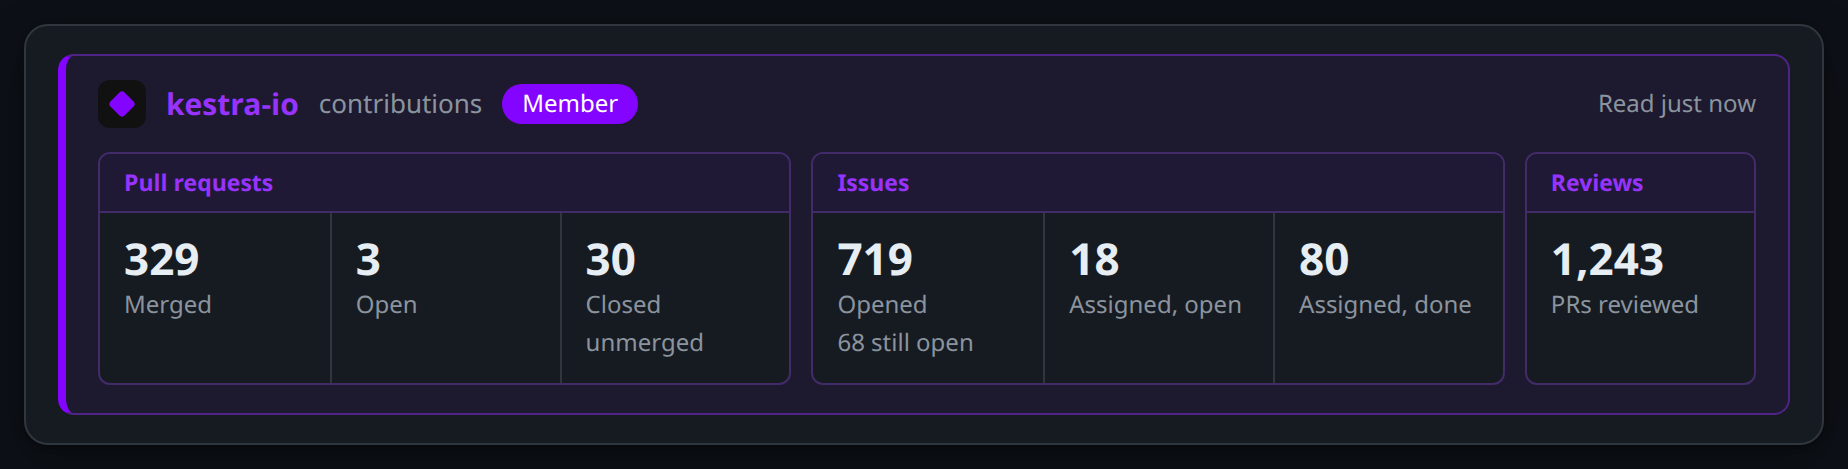 kestra-io contributions Member Read just now
Pull requests
329
Merged
3
Open
30
Closed
unmerged
Issues
719
Opened
68 still open
18
Assigned, open
80
Assigned, done
Reviews
1,243
PRs reviewed